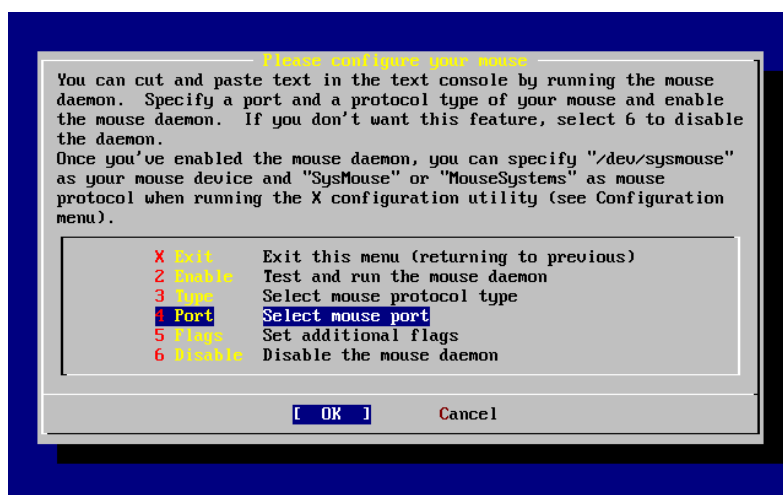 Please configure your mouse
You can cut and paste text in the text console by running the mouse
daemon.  Specify a port and a protocol type of your mouse and enable
the mouse daemon.  If you don't want this feature, select 6 to disable
the daemon.
Once you've enabled the mouse daemon, you can specify "/dev/sysmouse"
as your mouse device and "SysMouse" or "MouseSystems" as mouse
protocol when running the X configuration utility (see Configuration
menu).
X Exit Exit this menu (returning to previous)
2 Enable Test and run the mouse daemon
3 Type Select mouse protocol type
4 Port Select mouse port
5 Flags Set additional flags
6 Disable Disable the mouse daemon
[ OK ] Cancel